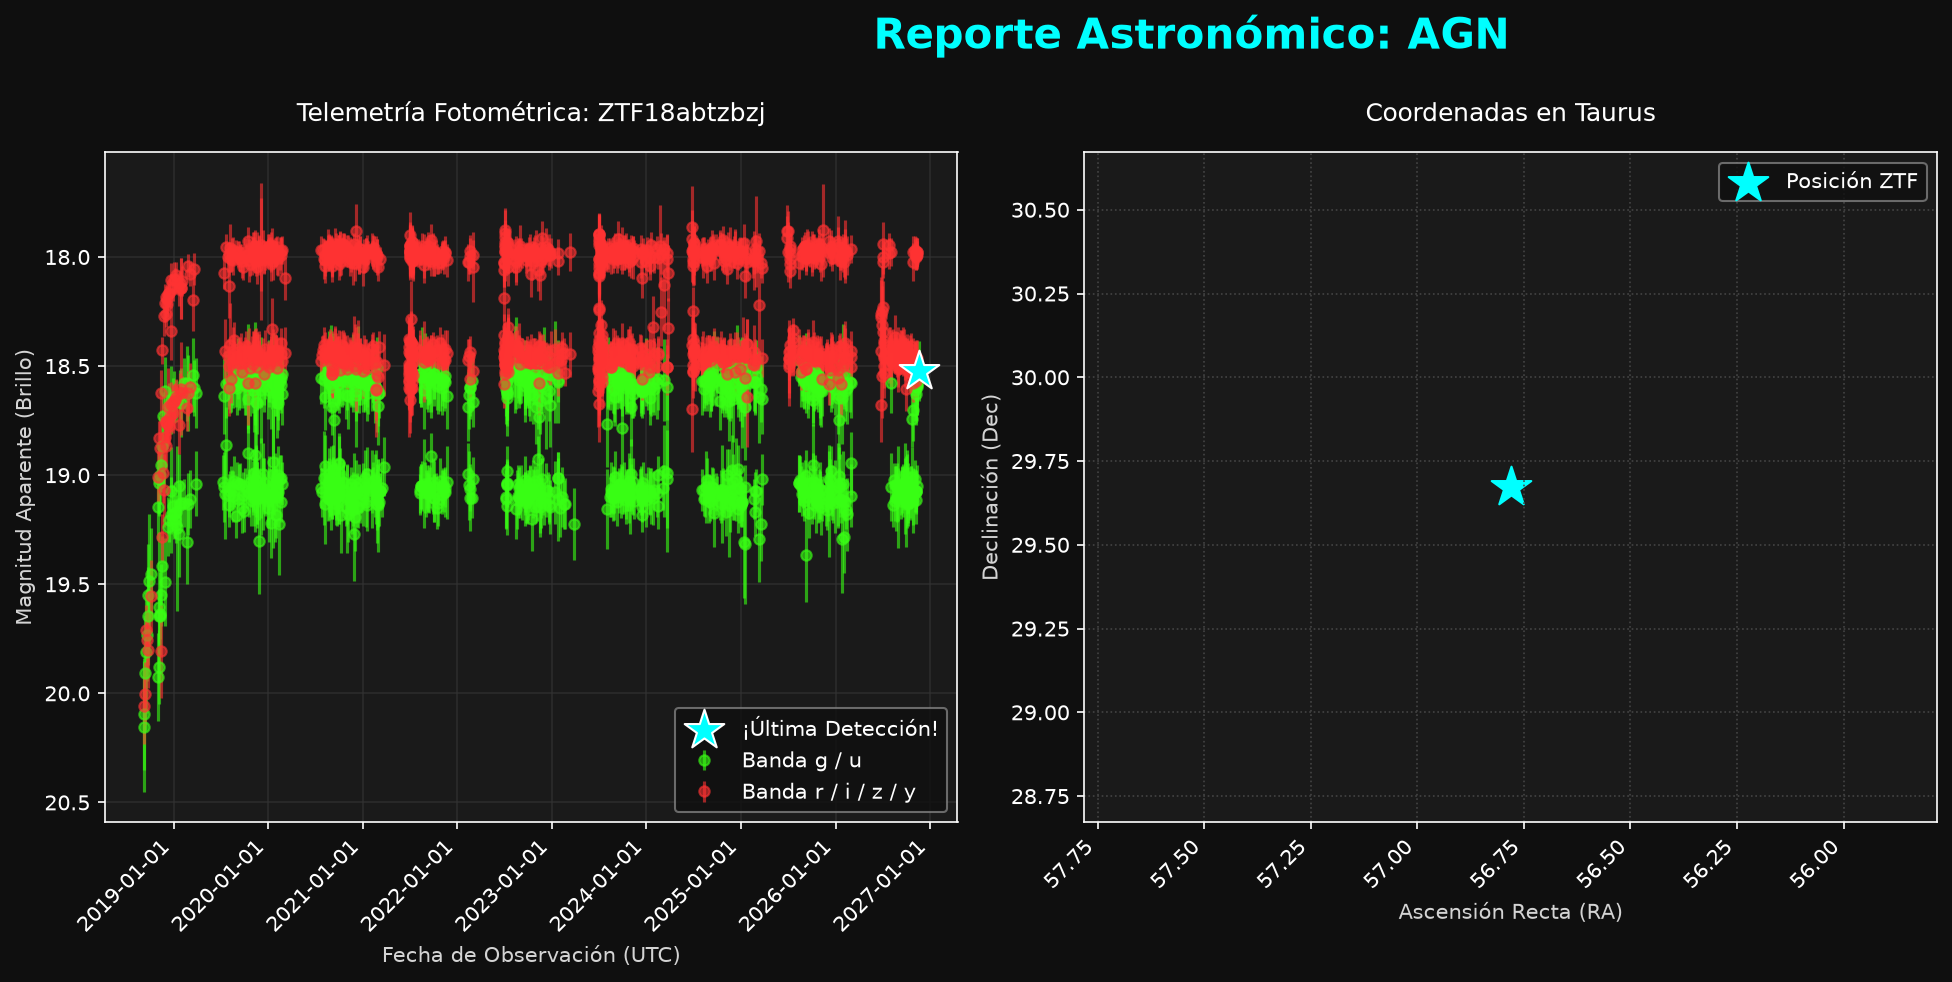 Reporte Astronómico: AGN
Telemetría Fotométrica: ZTF18abtzbzj
Magnitud Aparente (Brillo)
18.0
18.5
19.0
19.5
20.0
20.5
¡Última Detección!
Banda g / u
Banda r / i / z / y
2019-01-01
2020-01-01
2021-01-01
2022-01-01
2023-01-01
2024-01-01
2025-01-01
2026-01-01
2027-01-01
Fecha de Observación (UTC)
Coordenadas en Taurus
Posición ZTF
Declinación (Dec)
30.50
30.25
30.00
29.75
29.50
29.25
29.00
28.75
57.75
57.50
57.25
57.00
56.75
56.50
56.25
56.00
Ascensión Recta (RA)